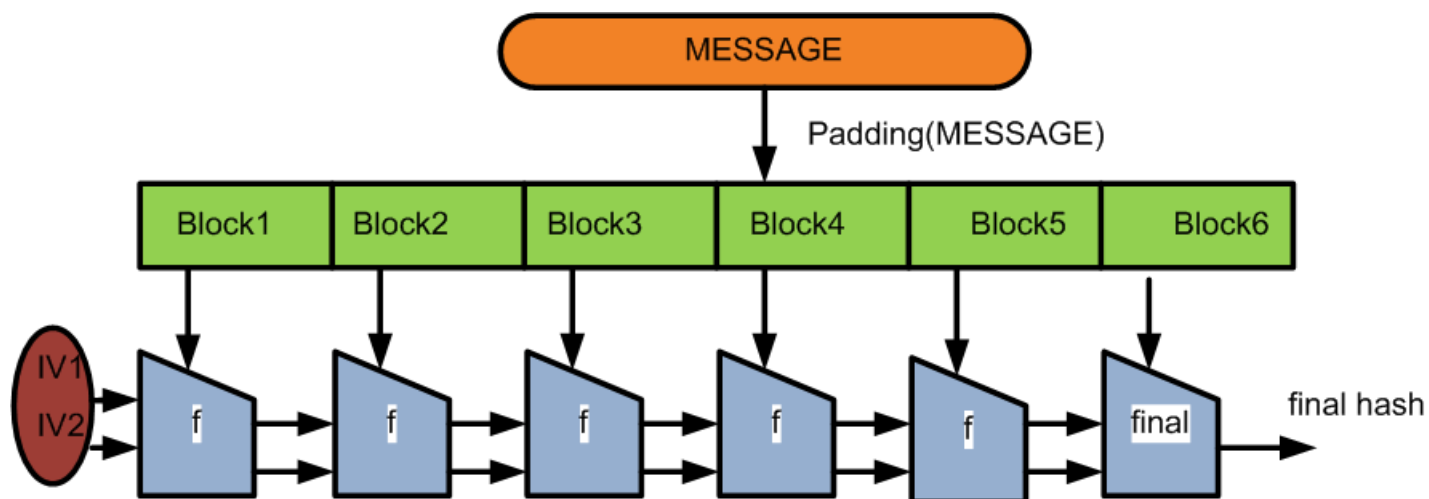 MESSAGE
Padding(MESSAGE)
Block1 Block2 Block3 Block4 Block5 Block6
IV1
IV2
f f f f f final
final hash